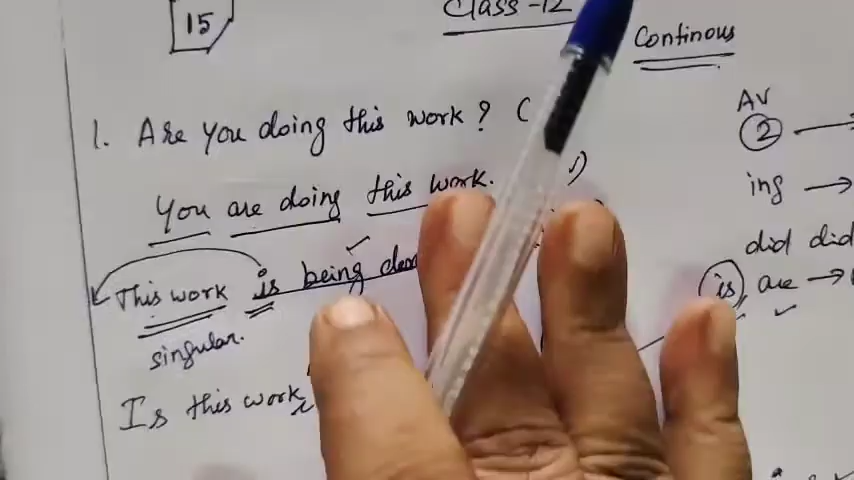 15
Class-12
Continous
1. Are you doing this work? (
You are doing this work.
This work is being done
singular.
Is this work
AV
2
ing
did did
is are